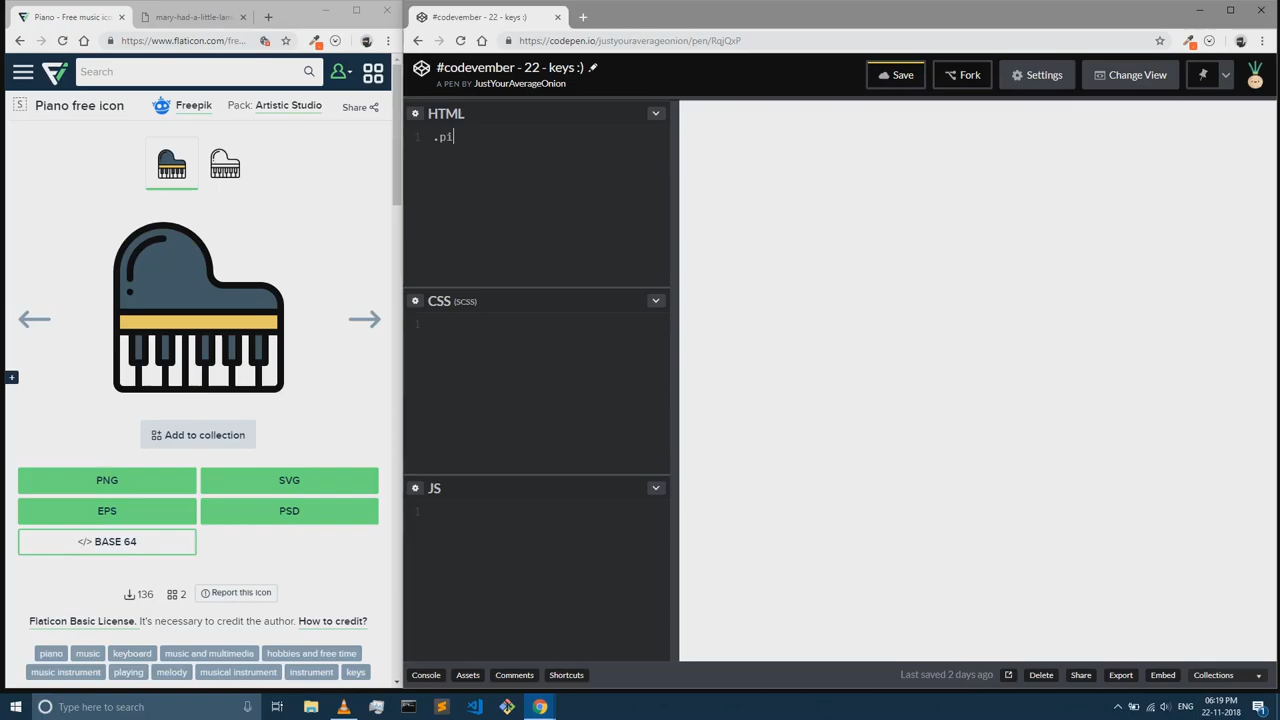 Piano - Free music ico
mary-had-a-little-lam
https://www.flaticon.com/fre...
Search
S
Piano free icon
Freepik
Pack: Artistic Studio
Share
Add to collection
PNG
SVG
EPS
PSD
</> BASE 64
136
2
Report this icon
Flaticon Basic License. It's necessary to credit the author. How to credit?
piano
music
keyboard
music and multimedia
hobbies and free time
music instrument
playing
melody
musical instrument
instrument
keys
#codevember - 22 - keys :)
https://codepen.io/justyouraverageonion/pen/RqjQxP
#codevember - 22 - keys :)
A PEN BY JustYourAverageOnion
Save
Fork
Settings
Change View
HTML
1 .pi
CSS (SCSS)
1
JS
1
Console
Assets
Comments
Shortcuts
Last saved 2 days ago
Delete
Share
Export
Embed
Collections
Type here to search
ENG
06:19 PM
22-11-2018
1